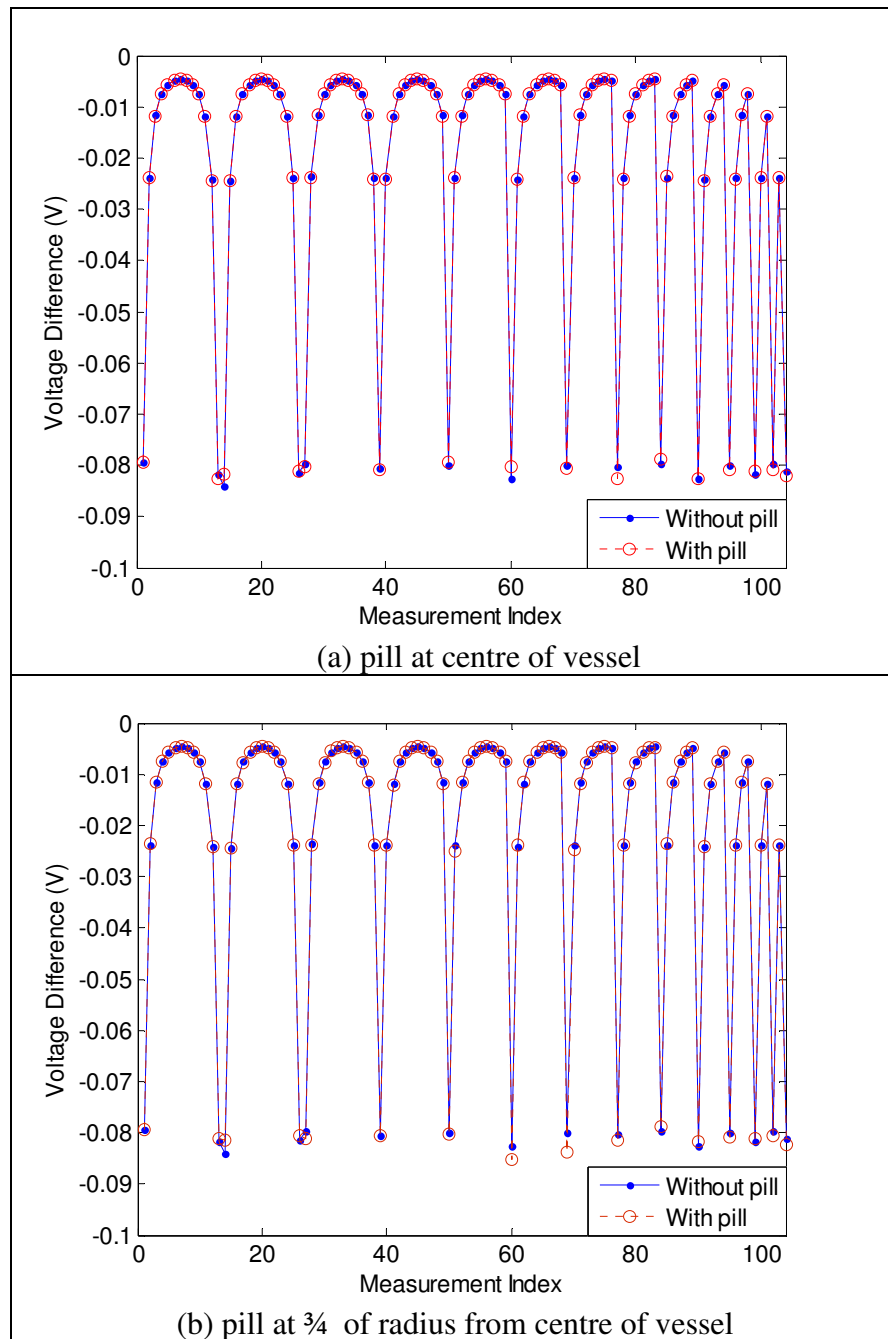 0
-0.01
-0.02
-0.03
-0.04
-0.05
-0.06
-0.07
-0.08
-0.09
-0.1
Voltage Difference (V)
0 20 40 60 80 100
Measurement Index
Without pill
With pill
(a) pill at centre of vessel
0
-0.01
-0.02
-0.03
-0.04
-0.05
-0.06
-0.07
-0.08
-0.09
-0.1
Voltage Difference (V)
0 20 40 60 80 100
Measurement Index
Without pill
With pill
(b) pill at ¾ of radius from centre of vessel